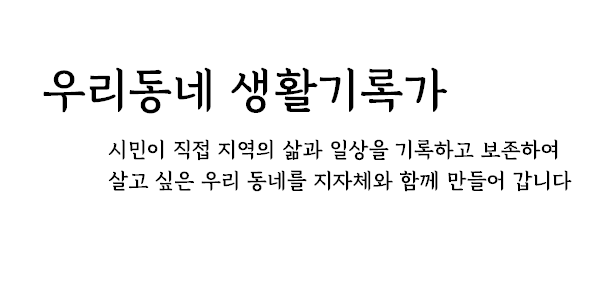 우리동네 생활기록가
시민이 직접 지역의 삶과 일상을 기록하고 보존하여
살고 싶은 우리 동네를 지자체와 함께 만들어 갑니다